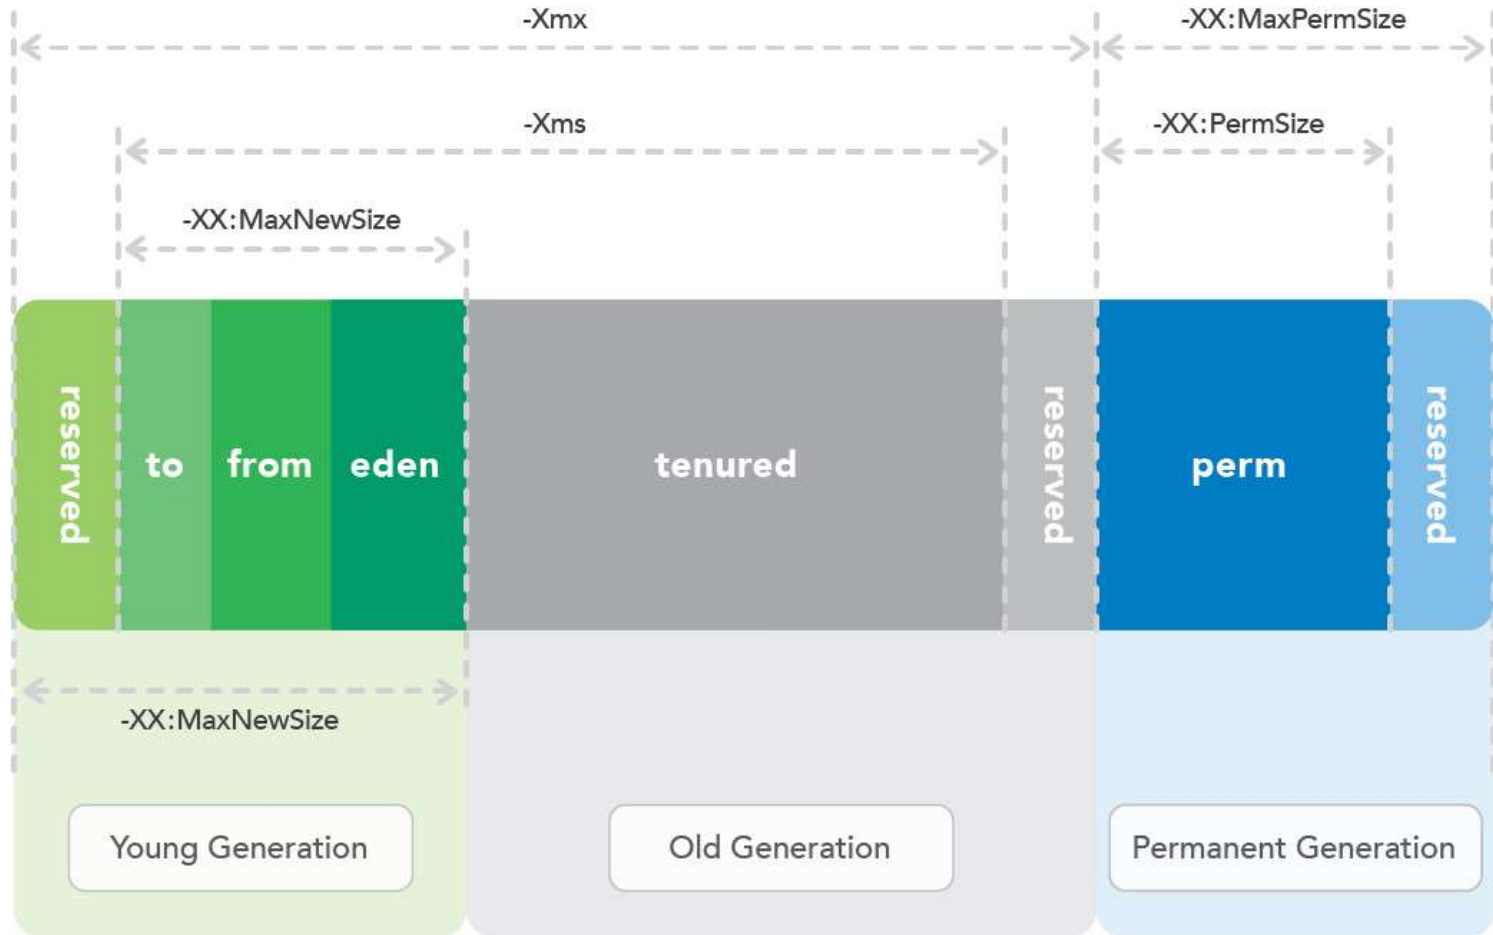 -Xmx
-XX:MaxPermSize
-Xms
-XX:PermSize
-XX:MaxNewSize
reserved
to
from
eden
tenured
reserved
perm
reserved
-XX:MaxNewSize
Young Generation
Old Generation
Permanent Generation